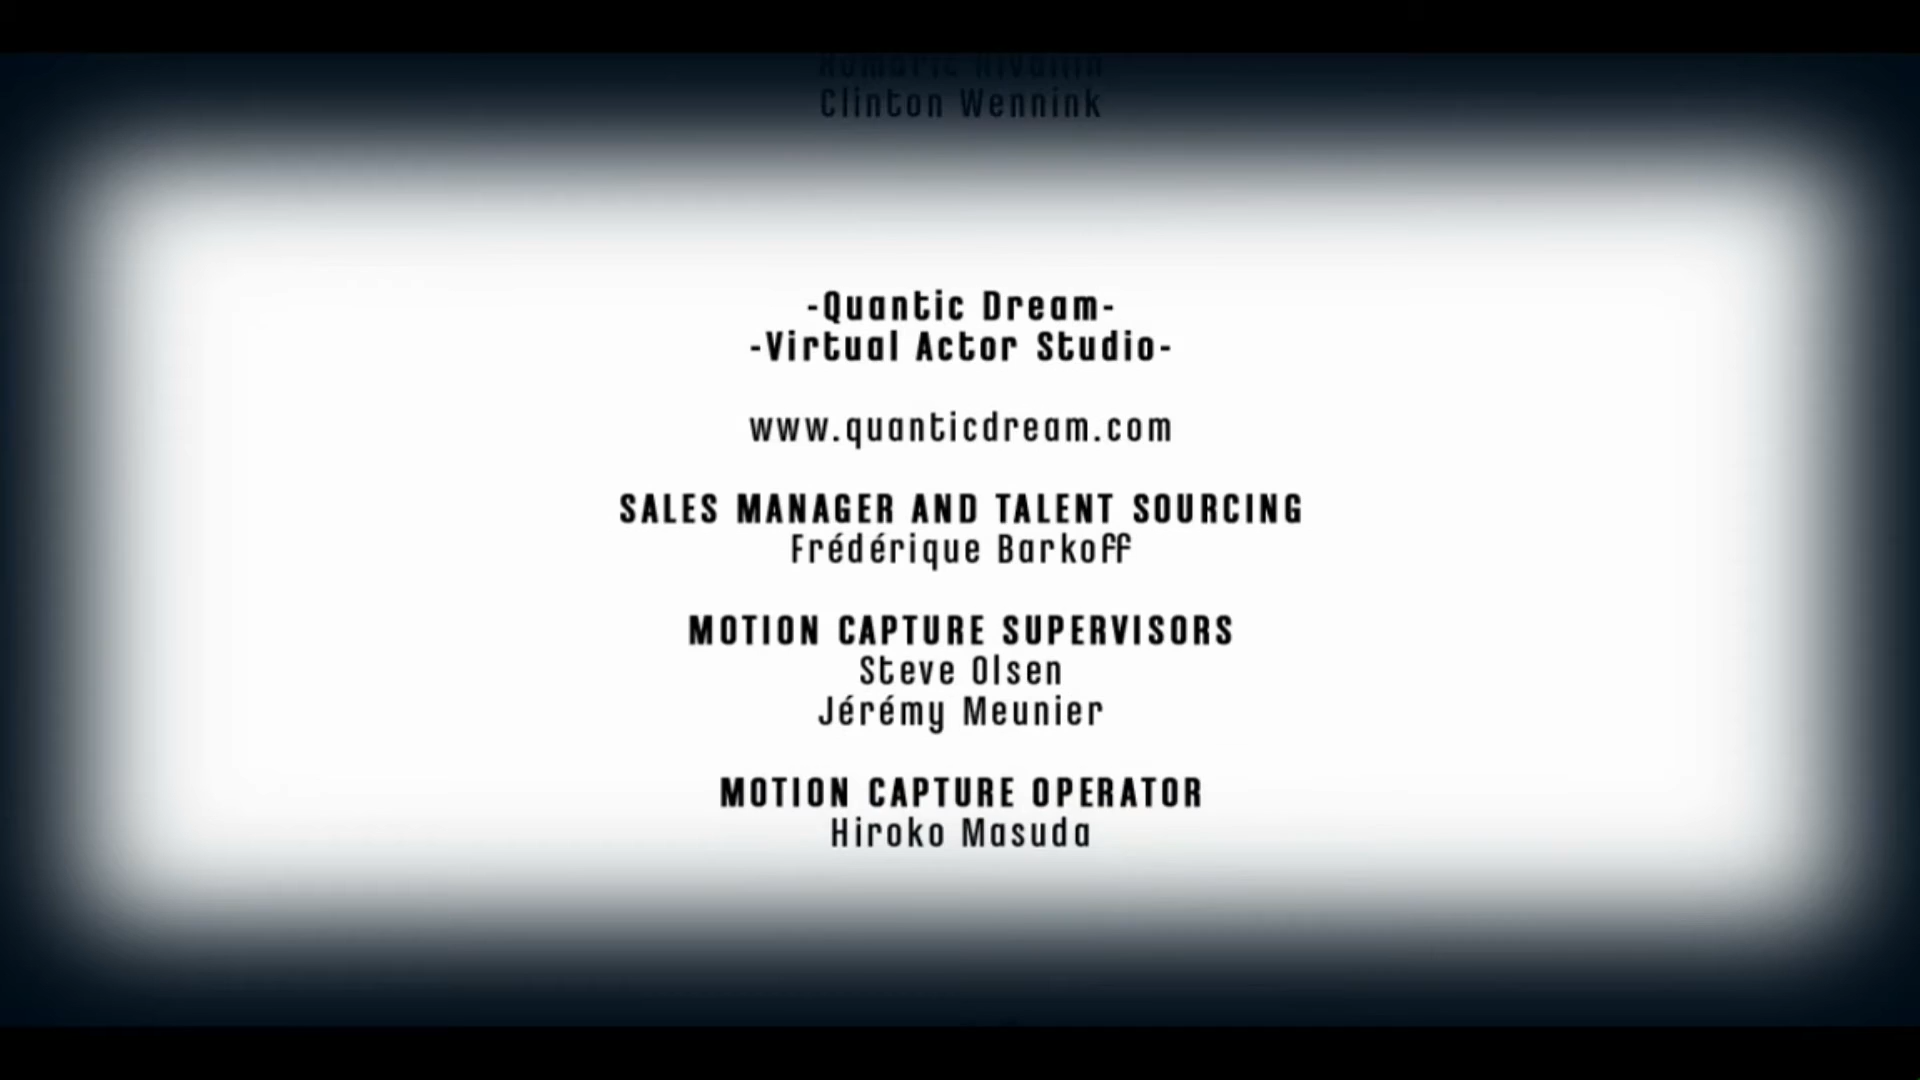 Clinton Wennink
-Quantic Dream-
-Virtual Actor Studio-
www.quanticdream.com
SALES MANAGER AND TALENT SOURCING
Frédérique Barkoff
MOTION CAPTURE SUPERVISORS
Steve Olsen
Jérémy Meunier
MOTION CAPTURE OPERATOR
Hiroko Masuda